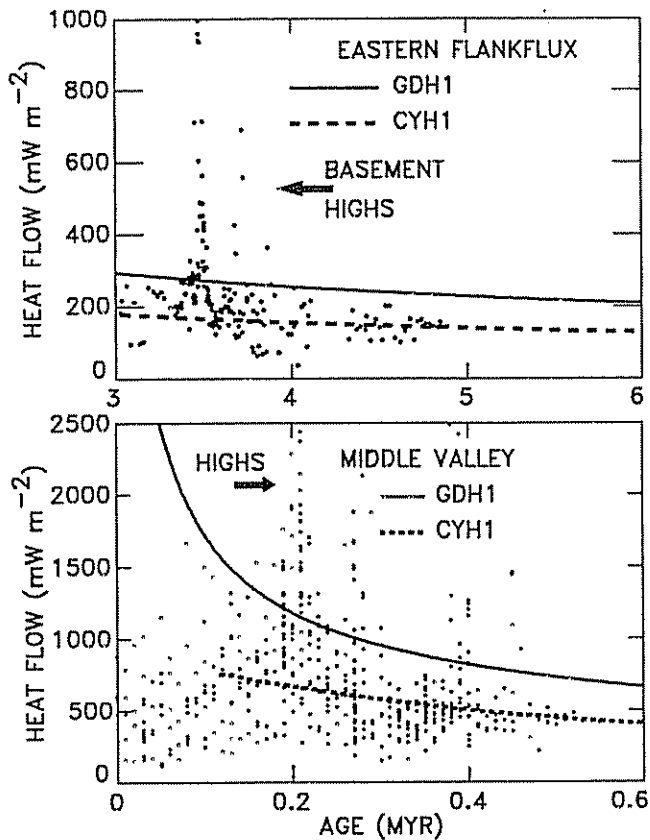 1000
800
600
400
200
0
HEAT FLOW (mW m⁻²)
EASTERN FLANKFLUX
GDH1
CYH1
BASEMENT
HIGHS
3
4
5
6
2500
2000
1500
1000
500
0
HEAT FLOW (mW m⁻²)
HIGHS
MIDDLE VALLEY
GDH1
CYH1
0
0.2
0.4
0.6
AGE (MYR)